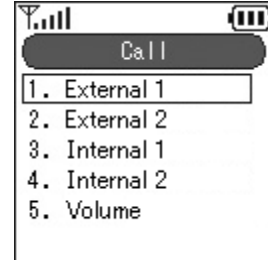 Call
1. External 1
2. External 2
3. Internal 1
4. Internal 2
5. Volume